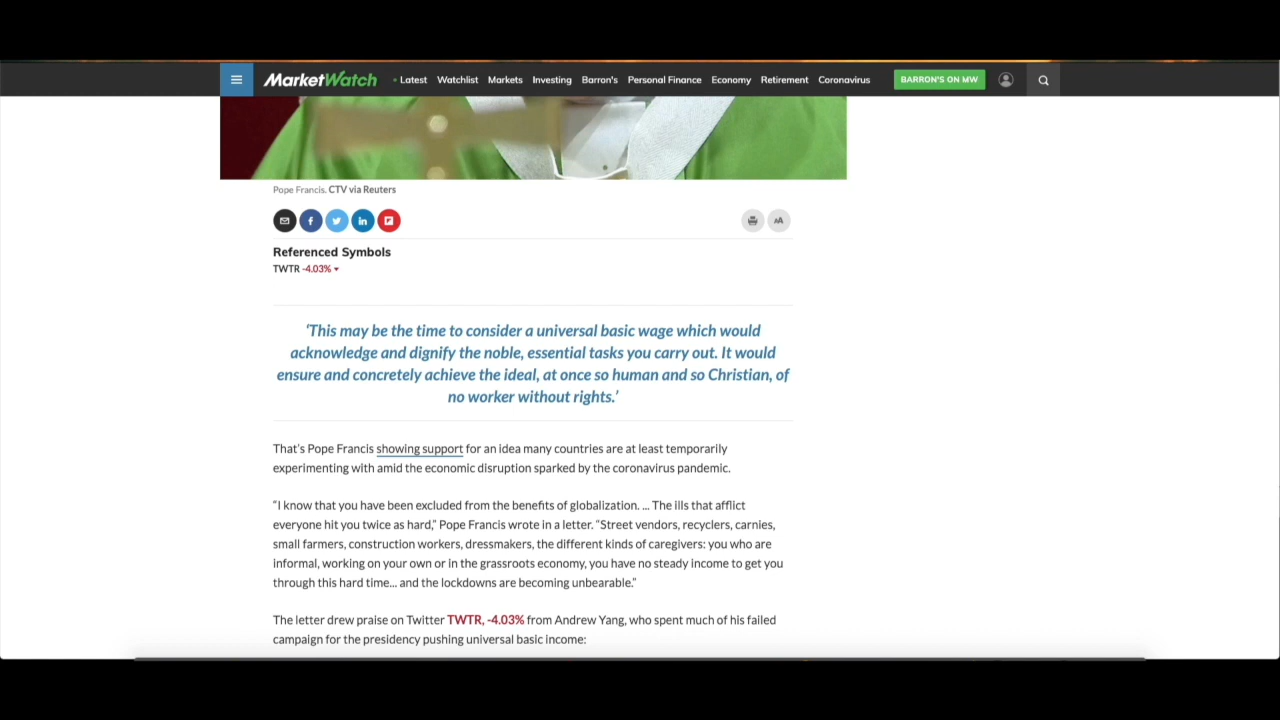 MarketWatch Latest Watchlist Markets Investing Barron's Personal Finance Economy Retirement Coronavirus BARRON'S ON MW
Pope Francis. CTV via Reuters
f in AA
Referenced Symbols
TWTR -4.03%
‘This may be the time to consider a universal basic wage which would
acknowledge and dignify the noble, essential tasks you carry out. It would
ensure and concretely achieve the ideal, at once so human and so Christian, of
no worker without rights.’
That’s Pope Francis showing support for an idea many countries are at least temporarily
experimenting with amid the economic disruption sparked by the coronavirus pandemic.
“I know that you have been excluded from the benefits of globalization. ... The ills that afflict
everyone hit you twice as hard,” Pope Francis wrote in a letter. “Street vendors, recyclers, carnies,
small farmers, construction workers, dressmakers, the different kinds of caregivers: you who are
informal, working on your own or in the grassroots economy, you have no steady income to get you
through this hard time... and the lockdowns are becoming unbearable.”
The letter drew praise on Twitter TWTR, -4.03% from Andrew Yang, who spent much of his failed
campaign for the presidency pushing universal basic income: